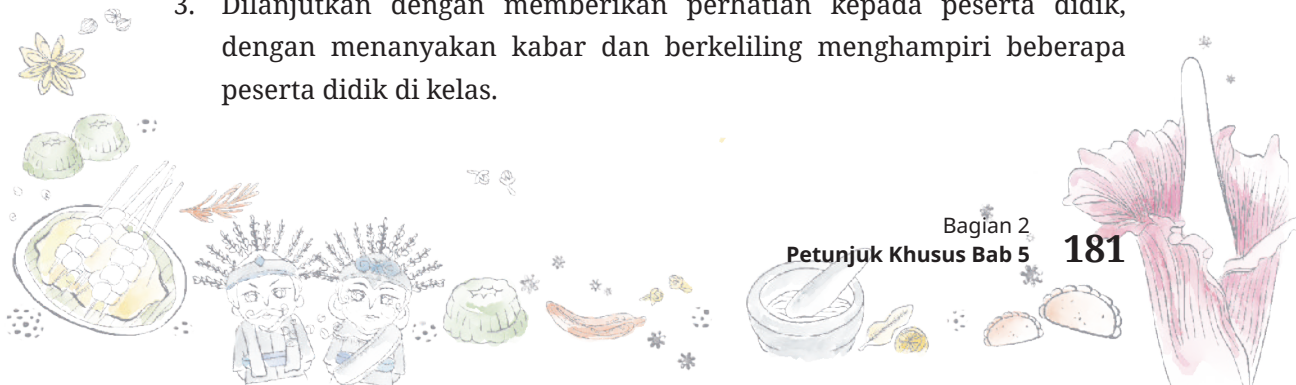 3. Dilanjutkan dengan memberikan perhatian kepada peserta didik,
dengan menanyakan kabar dan berkeliling menghampiri beberapa
peserta didik di kelas.
Bagian 2
Petunjuk Khusus Bab 5
181